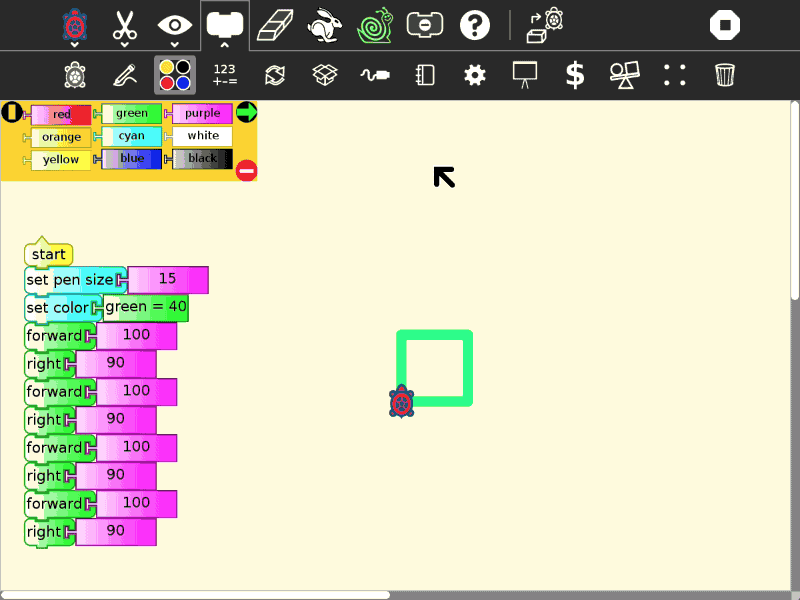 123
+-=
$
red green purple
orange cyan white
yellow blue black
start
set pen size 15
set color green = 40
forward 100
right 90
forward 100
right 90
forward 100
right 90
forward 100
right 90